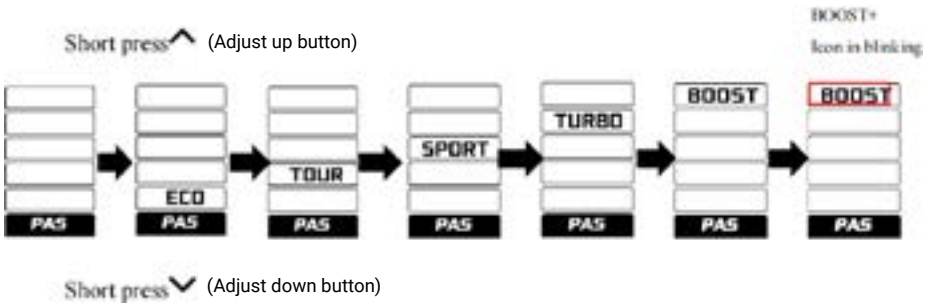 BOOST+
Short press (Adjust up button)
Icon in blinking
BOOST BOOST
TURBO
SPORT
TOUR
ECO
PAS PAS PAS PAS PAS PAS PAS
Short press (Adjust down button)